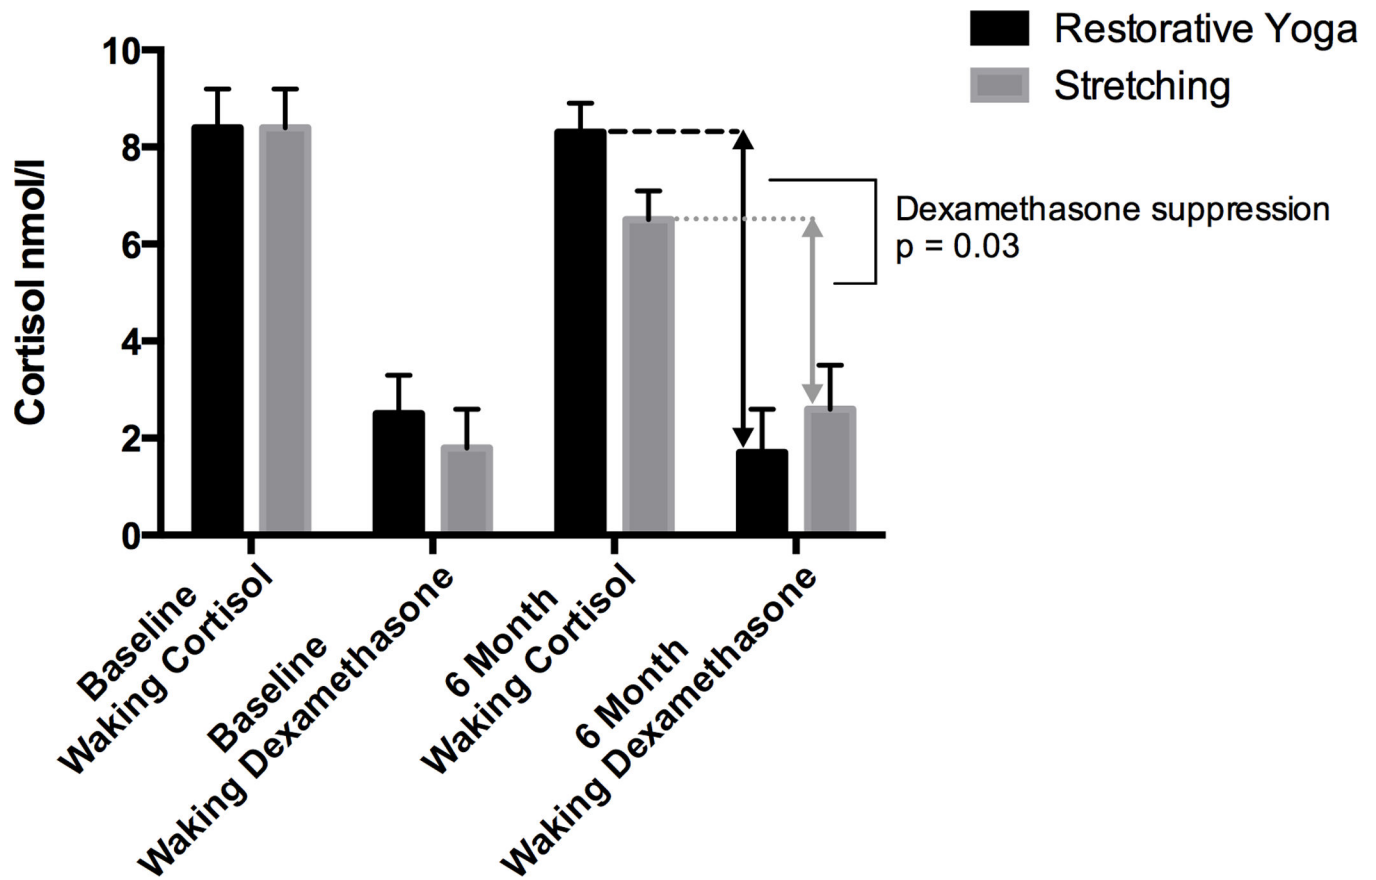 Restorative Yoga
Stretching
10
8
6
4
2
0
Cortisol nmol/l
Dexamethasone suppression
p = 0.03
Baseline
Waking Cortisol
Baseline
Waking Dexamethasone
6 Month
Waking Cortisol
6 Month
Waking Dexamethasone